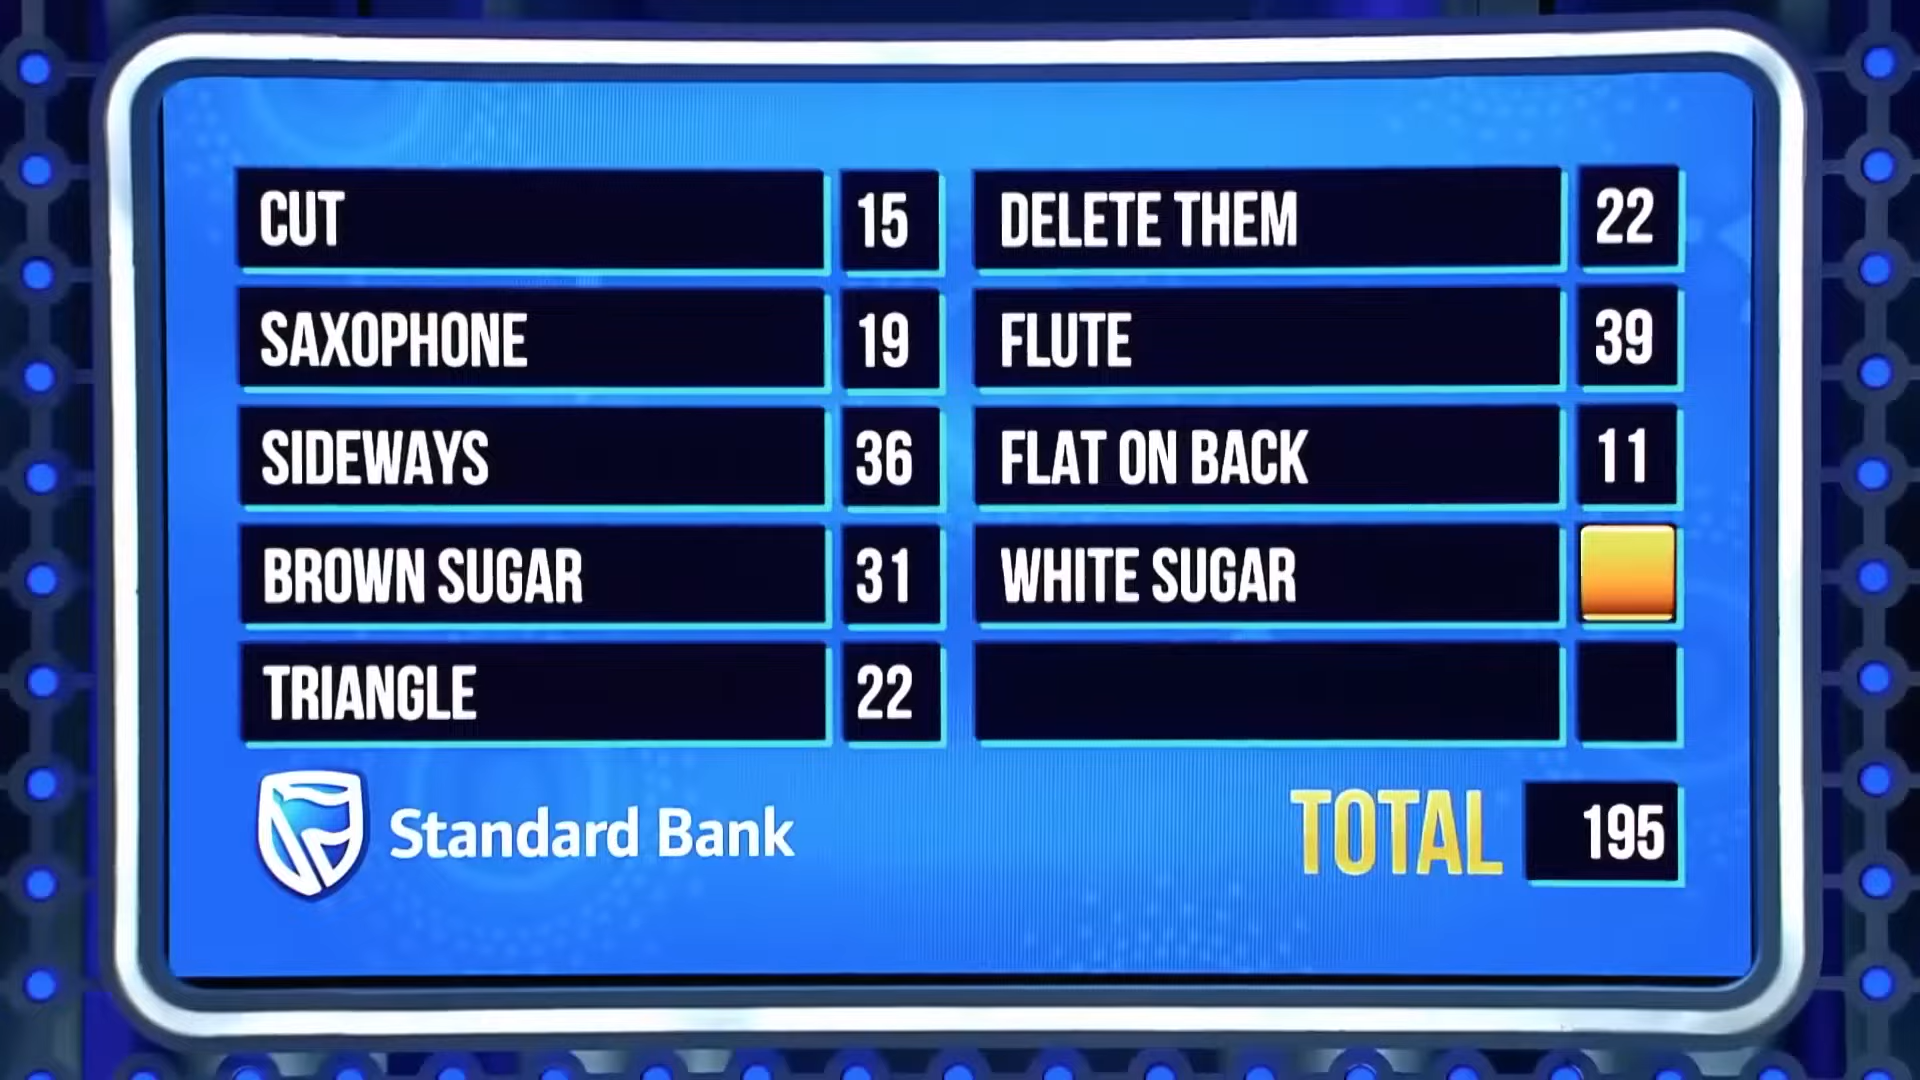 CUT 15
SAXOPHONE 19
SIDEWAYS 36
BROWN SUGAR 31
TRIANGLE 22
DELETE THEM 22
FLUTE 39
FLAT ON BACK 11
WHITE SUGAR
Standard Bank
TOTAL 195